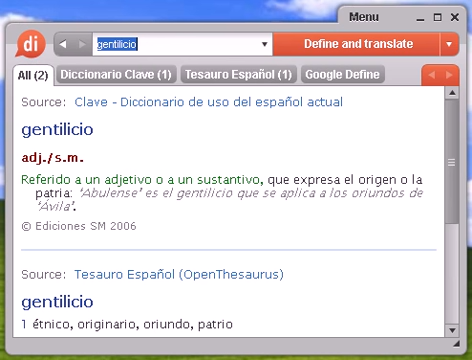 Menu
di
gentilicio
Define and translate
All (2)
Diccionario Clave (1)
Tesauro Español (1)
Google Define
Source: Clave - Diccionario de uso del español actual
gentilicio
adj./s.m.
Referido a un adjetivo o a un sustantivo, que expresa el origen o la
patria: ‘Abulense’ es el gentilicio que se aplica a los oriundos de
‘Ávila’.
© Ediciones SM 2006
Source: Tesauro Español (OpenThesaurus)
gentilicio
1 étnico, originario, oriundo, patrio